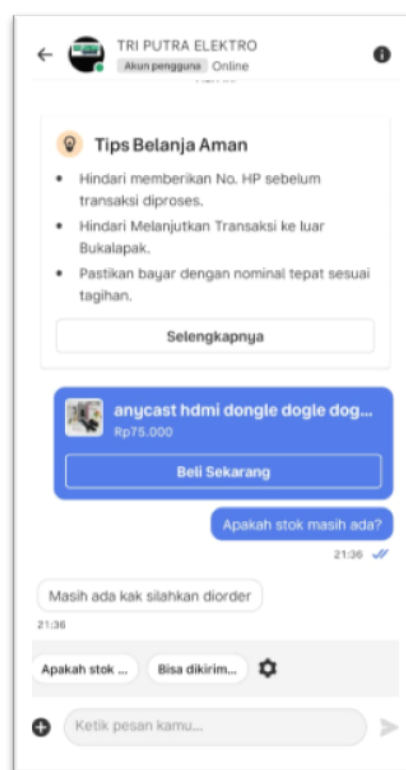 TRI PUTRA ELEKTRO
Akun pengguna Online
Tips Belanja Aman
Hindari memberikan No. HP sebelum
transaksi diproses.
Hindari Melanjutkan Transaksi ke luar
Bukalapak.
Pastikan bayar dengan nominal tepat sesuai
tagihan.
Selengkapnya
anycast hdmi dongle dogle dog...
Rp75.000
Beli Sekarang
Apakah stok masih ada?
21:36
Masih ada kak silahkan diorder
21:36
Apakah stok ... Bisa dikirim...
Ketik pesan kamu...